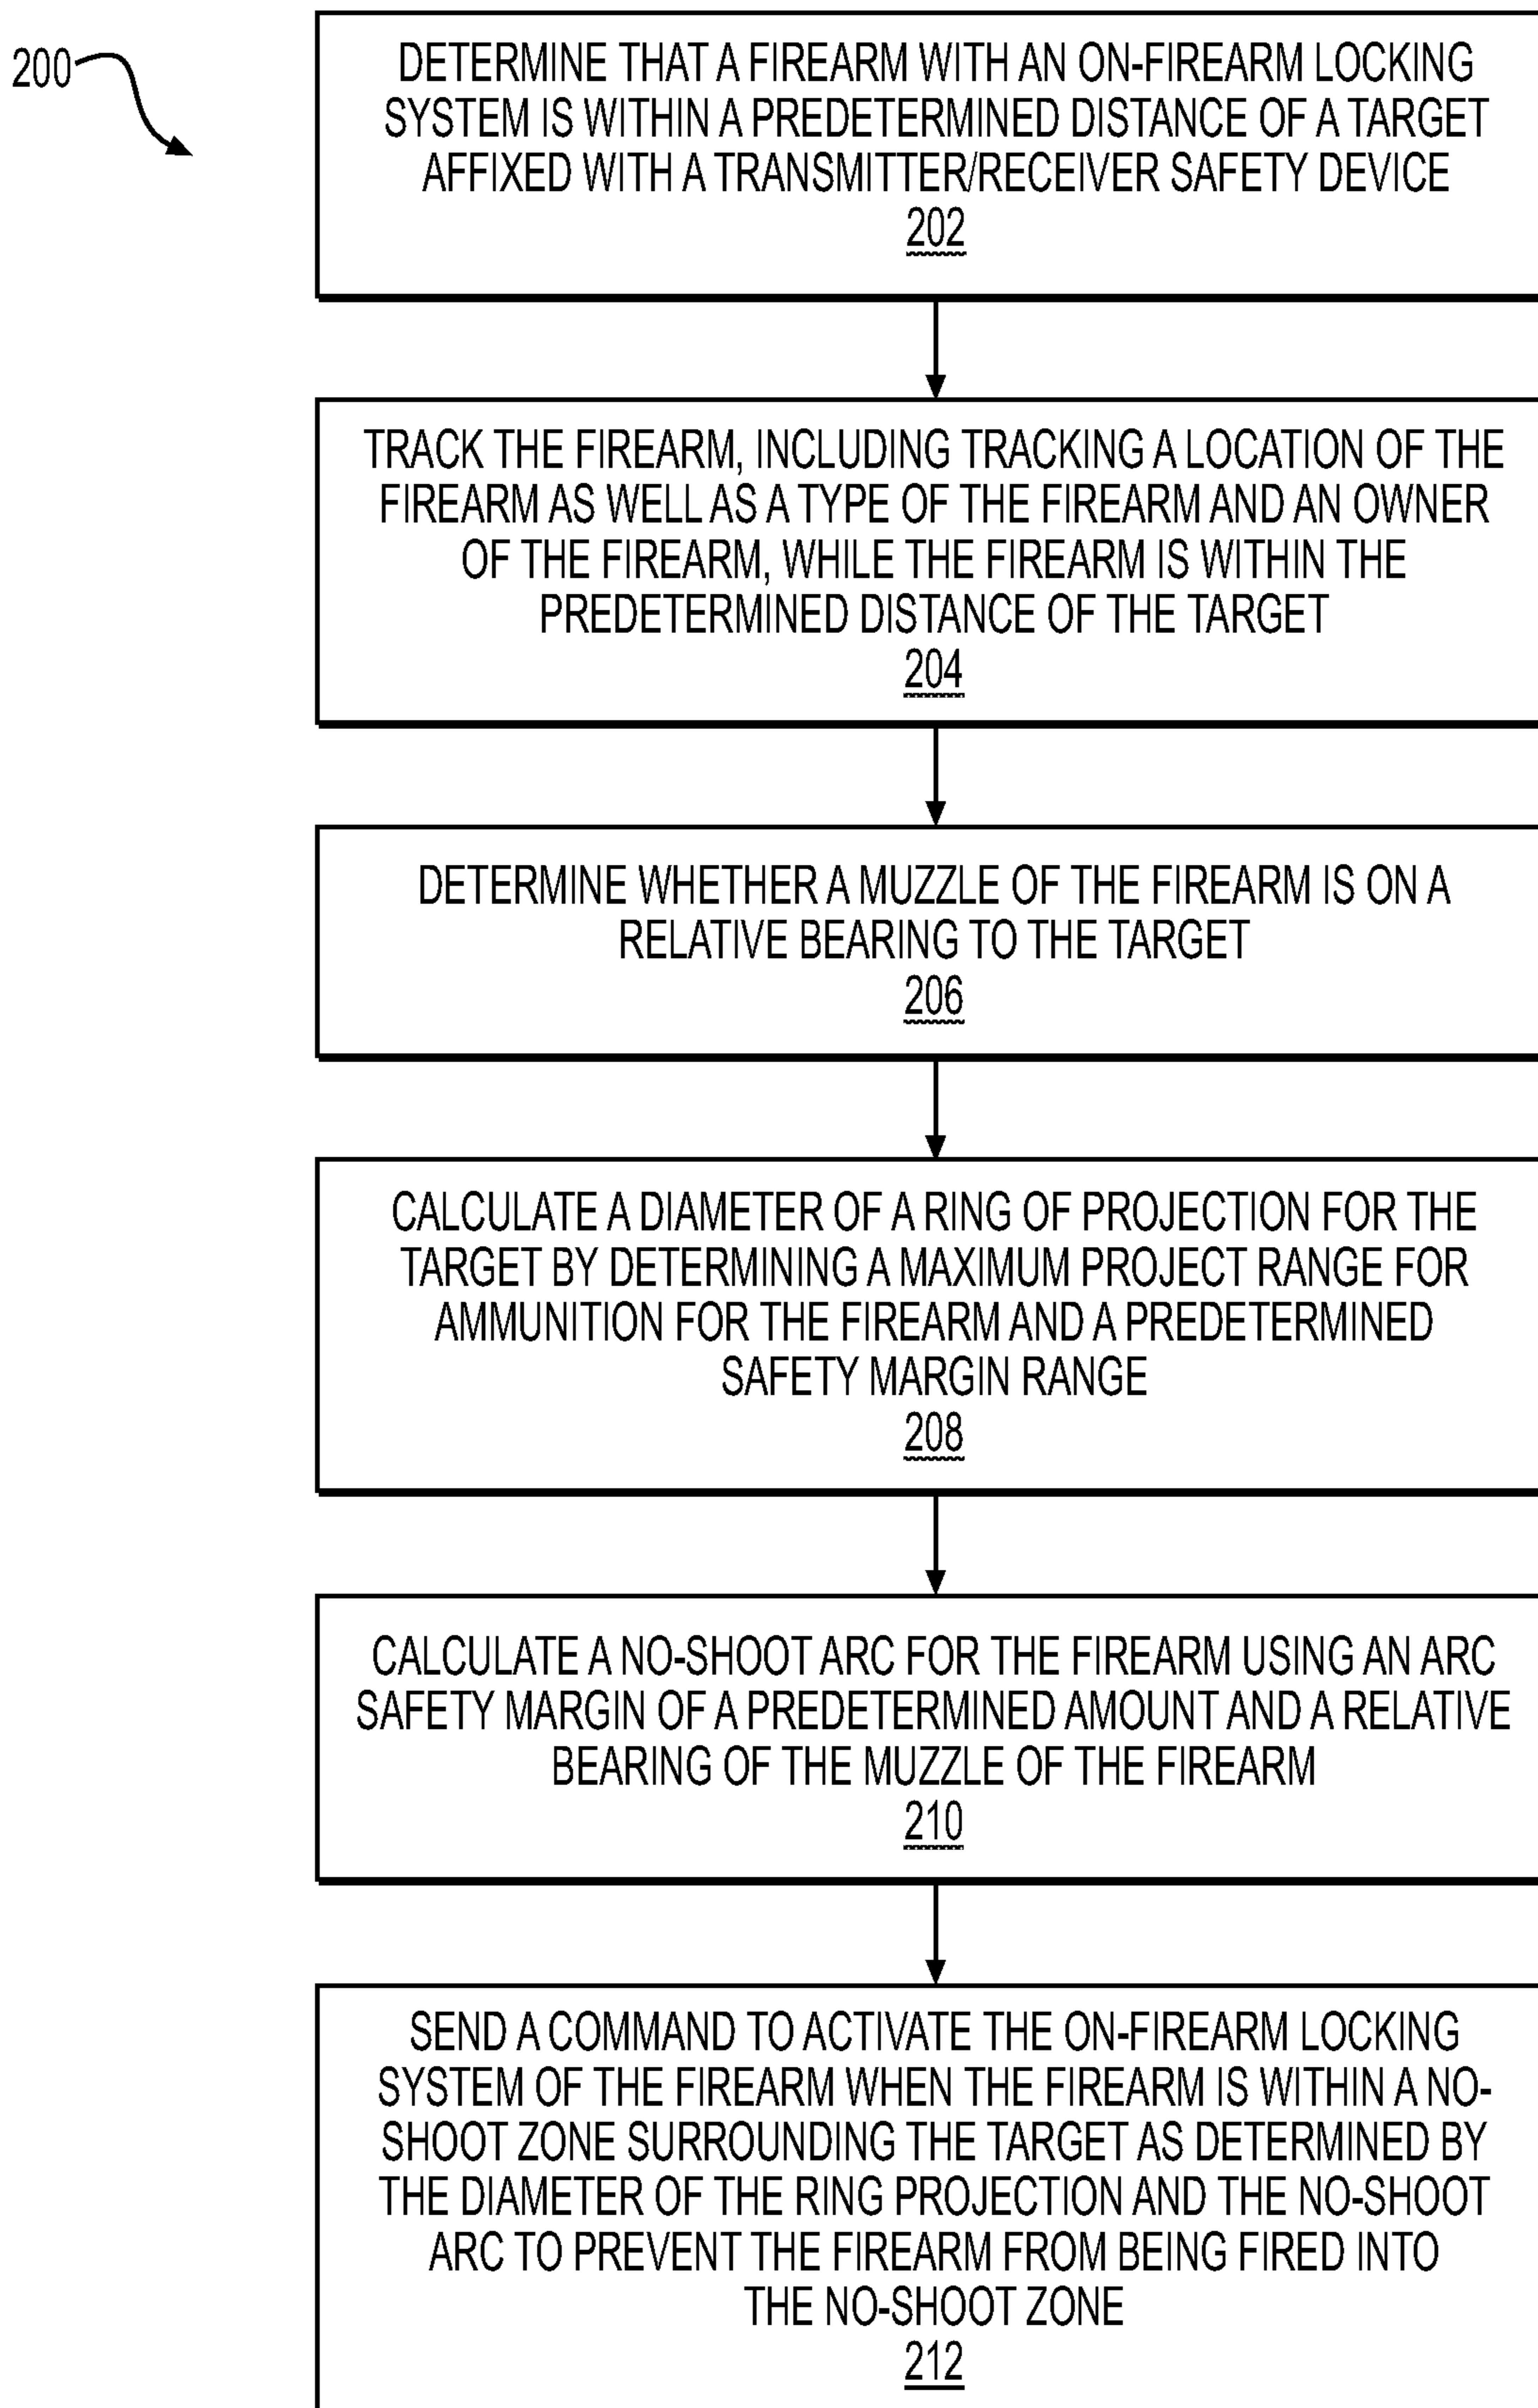 200
DETERMINE THAT A FIREARM WITH AN ON-FIREARM LOCKING
SYSTEM IS WITHIN A PREDETERMINED DISTANCE OF A TARGET
AFFIXED WITH A TRANSMITTER/RECEIVER SAFETY DEVICE
202
TRACK THE FIREARM, INCLUDING TRACKING A LOCATION OF THE
FIREARM AS WELL AS A TYPE OF THE FIREARM AND AN OWNER
OF THE FIREARM, WHILE THE FIREARM IS WITHIN THE
PREDETERMINED DISTANCE OF THE TARGET
204
DETERMINE WHETHER A MUZZLE OF THE FIREARM IS ON A
RELATIVE BEARING TO THE TARGET
206
CALCULATE A DIAMETER OF A RING OF PROJECTION FOR THE
TARGET BY DETERMINING A MAXIMUM PROJECT RANGE FOR
AMMUNITION FOR THE FIREARM AND A PREDETERMINED
SAFETY MARGIN RANGE
208
CALCULATE A NO-SHOOT ARC FOR THE FIREARM USING AN ARC
SAFETY MARGIN OF A PREDETERMINED AMOUNT AND A RELATIVE
BEARING OF THE MUZZLE OF THE FIREARM
210
SEND A COMMAND TO ACTIVATE THE ON-FIREARM LOCKING
SYSTEM OF THE FIREARM WHEN THE FIREARM IS WITHIN A NO-
SHOOT ZONE SURROUNDING THE TARGET AS DETERMINED BY
THE DIAMETER OF THE RING PROJECTION AND THE NO-SHOOT
ARC TO PREVENT THE FIREARM FROM BEING FIRED INTO
THE NO-SHOOT ZONE
212